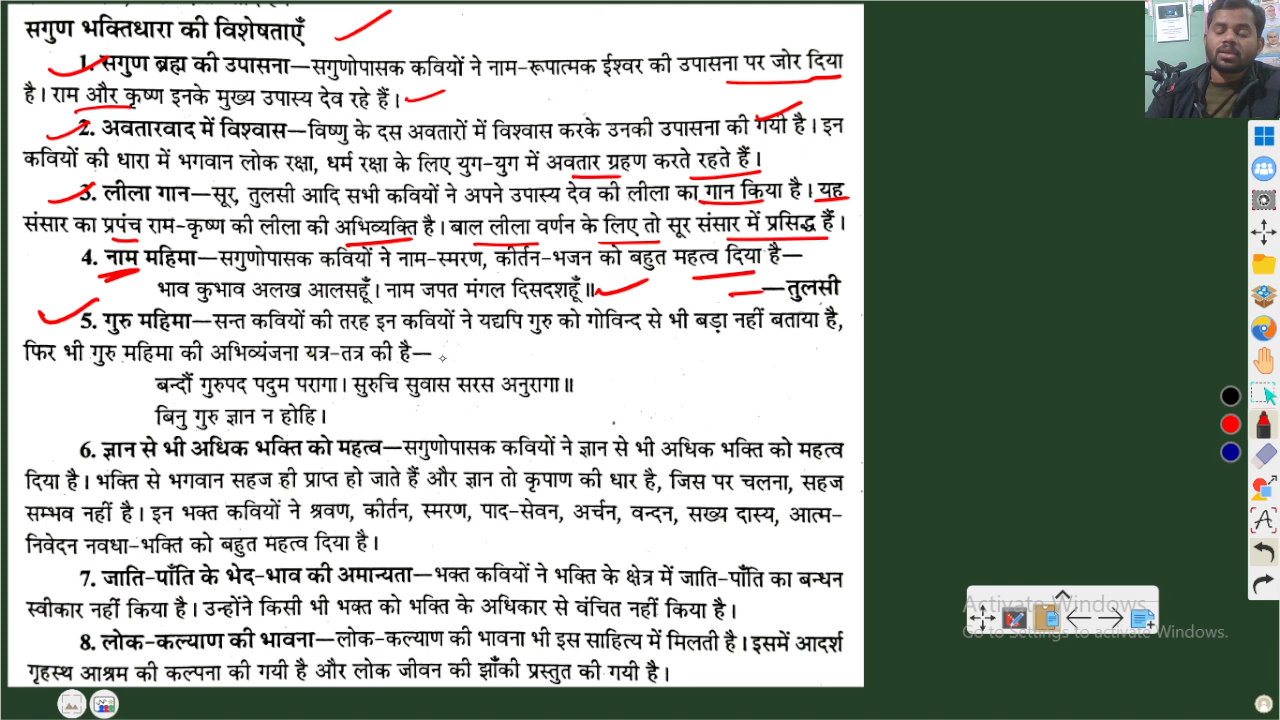 सगुण भक्तिधारा की विशेषताएँ
1. सगुण ब्रह्म की उपासना—सगुणोपासक कवियों ने नाम-रूपात्मक ईश्वर की उपासना पर जोर दिया
है। राम और कृष्ण इनके मुख्य उपास्य देव रहे हैं।
2. अवतारवाद में विश्वास—विष्णु के दस अवतारों में विश्वास करके उनकी उपासना की गयी है। इन
कवियों की धारा में भगवान लोक रक्षा, धर्म रक्षा के लिए युग-युग में अवतार ग्रहण करते रहते हैं।
3. लीला गान—सूर, तुलसी आदि सभी कवियों ने अपने उपास्य देव की लीला का गान किया है। यह
संसार का प्रपंच राम-कृष्ण की लीला की अभिव्यक्ति है। बाल लीला वर्णन के लिए तो सूर संसार में प्रसिद्ध हैं।
4. नाम महिमा—सगुणोपासक कवियों ने नाम-स्मरण, कीर्तन-भजन को बहुत महत्व दिया है—
भाव कुभाव अलख आलसहूँ। नाम जपत मंगल दिसदशहूँ॥ —तुलसी
5. गुरु महिमा—सन्त कवियों की तरह इन कवियों ने यद्यपि गुरु को गोविन्द से भी बड़ा नहीं बताया है,
फिर भी गुरु महिमा की अभिव्यंजना यत्र-तत्र की है—
बन्दौं गुरुपद पदुम परागा। सुरुचि सुवास सरस अनुरागा॥
बिनु गुरु ज्ञान न होहि।
6. ज्ञान से भी अधिक भक्ति को महत्व—सगुणोपासक कवियों ने ज्ञान से भी अधिक भक्ति को महत्व
दिया है। भक्ति से भगवान सहज ही प्राप्त हो जाते हैं और ज्ञान तो कृपाण की धार है, जिस पर चलना, सहज
सम्भव नहीं है। इन भक्त कवियों ने श्रवण, कीर्तन, स्मरण, पाद-सेवन, अर्चन, वन्दन, सख्य दास्य, आत्म-
निवेदन नवधा-भक्ति को बहुत महत्व दिया है।
7. जाति-पाँति के भेद-भाव की अमान्यता—भक्त कवियों ने भक्ति के क्षेत्र में जाति-पाँति का बन्धन
स्वीकार नहीं किया है। उन्होंने किसी भी भक्त को भक्ति के अधिकार से वंचित नहीं किया है।
8. लोक-कल्याण की भावना—लोक-कल्याण की भावना भी इस साहित्य में मिलती है। इसमें आदर्श
गृहस्थ आश्रम की कल्पना की गयी है और लोक जीवन की झाँकी प्रस्तुत की गयी है।
Activate Windows
Go to Settings to activate Windows.